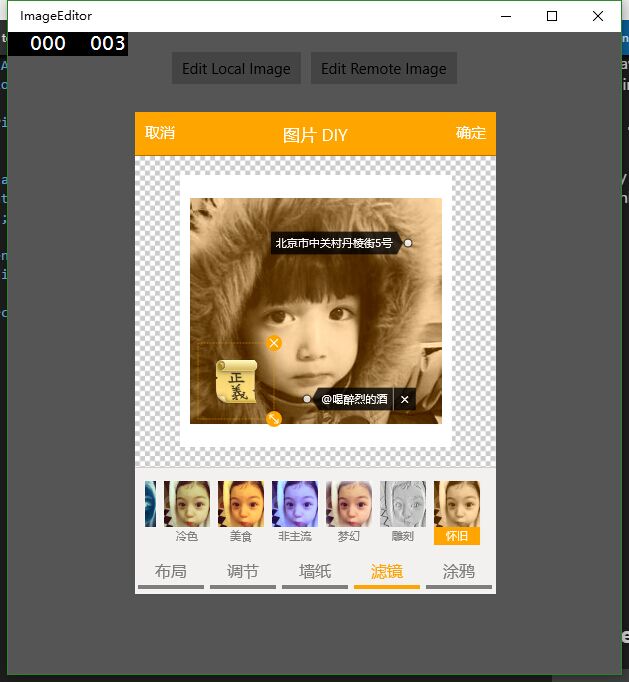 ImageEditor
000 003
Edit Local Image
Edit Remote Image
取消
图片 DIY
确定
北京市中关村丹棱街5号
正義
@喝醉烈的酒
冷色
美食
非主流
梦幻
雕刻
怀旧
布局
调节
墙纸
滤镜
涂鸦